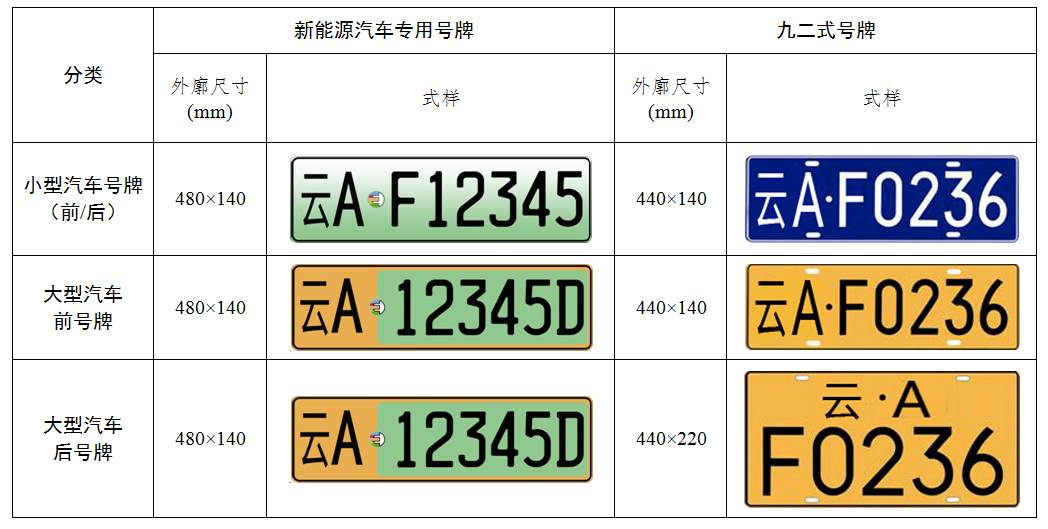 分类
新能源汽车专用号牌
九二式号牌
外廓尺寸
(mm)
式样
外廓尺寸
(mm)
式样
小型汽车号牌
（前/后）
480×140
云A F12345
440×140
云A·F0236
大型汽车
前号牌
480×140
云A 12345D
440×140
云A·F0236
大型汽车
后号牌
480×140
云A 12345D
440×220
云·A
F0236